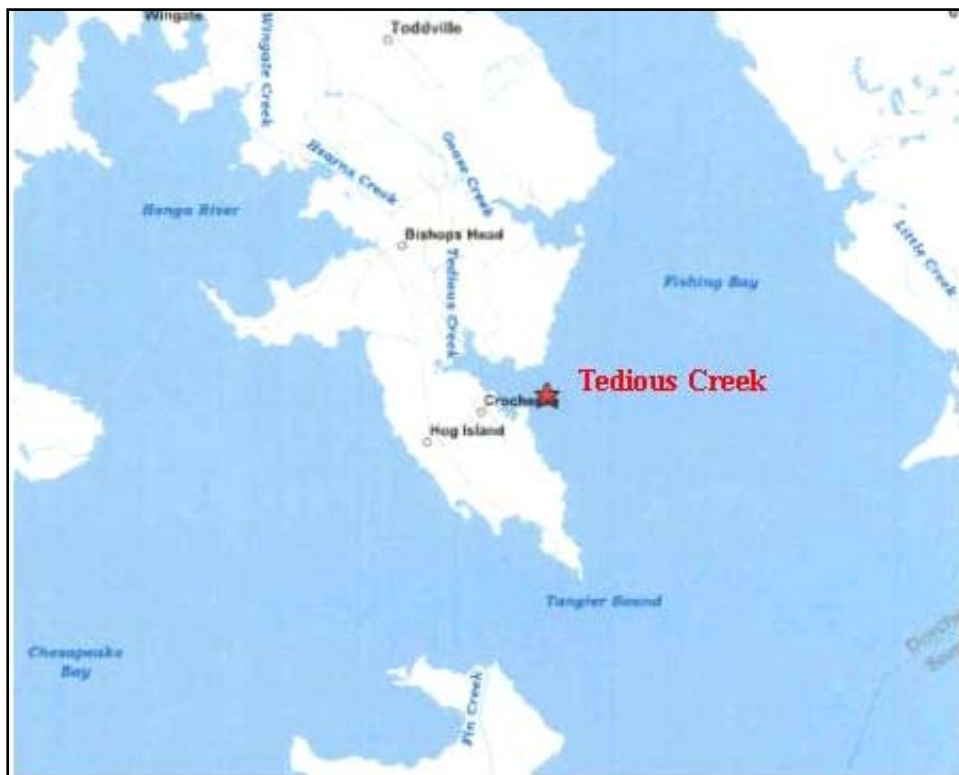 Wingate
Toddville
Wingate Creek
Hearns Creek
Goose Creek
Honga River
Bishops Head
Tedious Creek
Little Creek
Fishing Bay
Tedious Creek
Hog Island
Tangier Sound
Chesapeake
Bay
Fin Creek